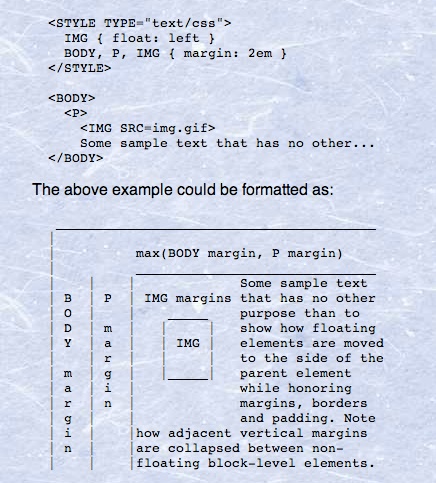 <STYLE TYPE="text/css">
IMG { float: left }
BODY, P, IMG { margin: 2em }
</STYLE>
<BODY>
<P>
<IMG SRC=img.gif>
Some sample text that has no other...
</BODY>
The above example could be formatted as:
max(BODY margin, P margin)
Some sample text
B P IMG margins that has no other
O purpose than to
D m show how floating
Y a IMG elements are moved
r to the side of the
m g parent element
a i while honoring
r n margins, borders
g and padding. Note
i how adjacent vertical margins
n are collapsed between non-
floating block-level elements.